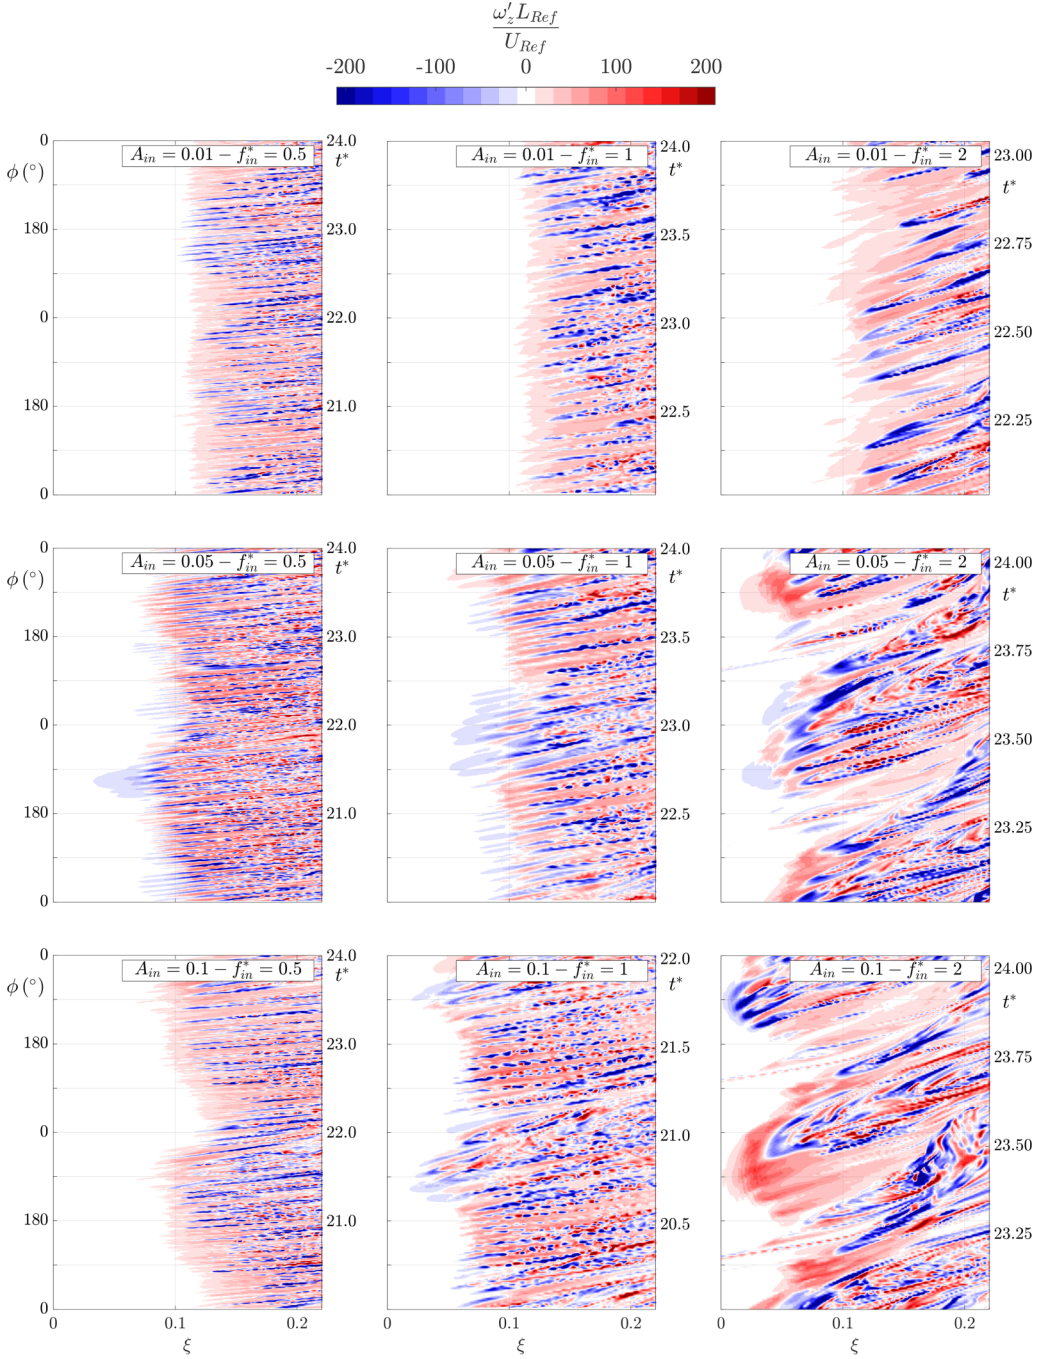 ω′_z L_Ref
U_Ref
-200 -100 0 100 200
0 A_in = 0.01 − f*_in = 0.5 24.0 A_in = 0.01 − f*_in = 1 24.0 A_in = 0.01 − f*_in = 2 23.00
ϕ (°) t* t* t*
180 23.0 23.5 22.75
0 22.0 23.0 22.50
180 21.0 22.5 22.25
0
0 A_in = 0.05 − f*_in = 0.5 24.0 A_in = 0.05 − f*_in = 1 24.0 A_in = 0.05 − f*_in = 2 24.00
ϕ (°) t* t* t*
180 23.0 23.5 23.75
0 22.0 23.0 23.50
180 21.0 22.5 23.25
0
0 A_in = 0.1 − f*_in = 0.5 24.0 A_in = 0.1 − f*_in = 1 22.0 A_in = 0.1 − f*_in = 2 24.00
ϕ (°) t* t* t*
180 23.0 21.5 23.75
0 22.0 21.0 23.50
180 21.0 20.5 23.25
0
0 0.1 0.2 0 0.1 0.2 0 0.1 0.2
ξ ξ ξ